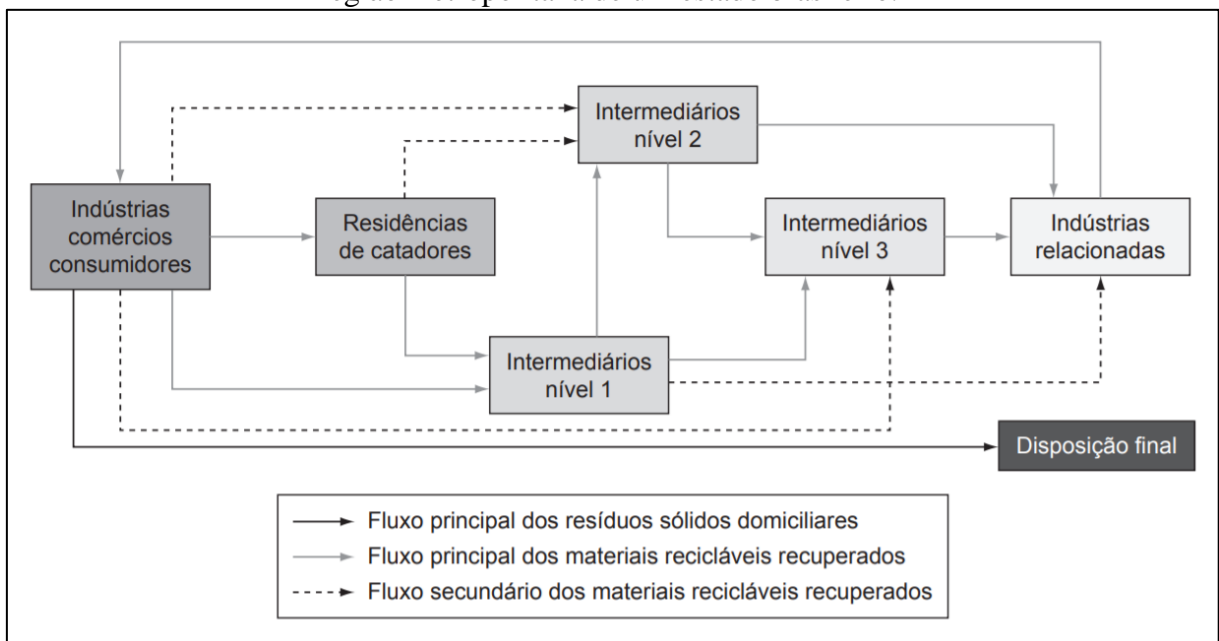 Intermediários
nível 2
Indústrias
comércios
consumidores
Residências
de catadores
Intermediários
nível 3
Indústrias
relacionadas
Intermediários
nível 1
Disposição final
Fluxo principal dos resíduos sólidos domiciliares
Fluxo principal dos materiais recicláveis recuperados
Fluxo secundário dos materiais recicláveis recuperados